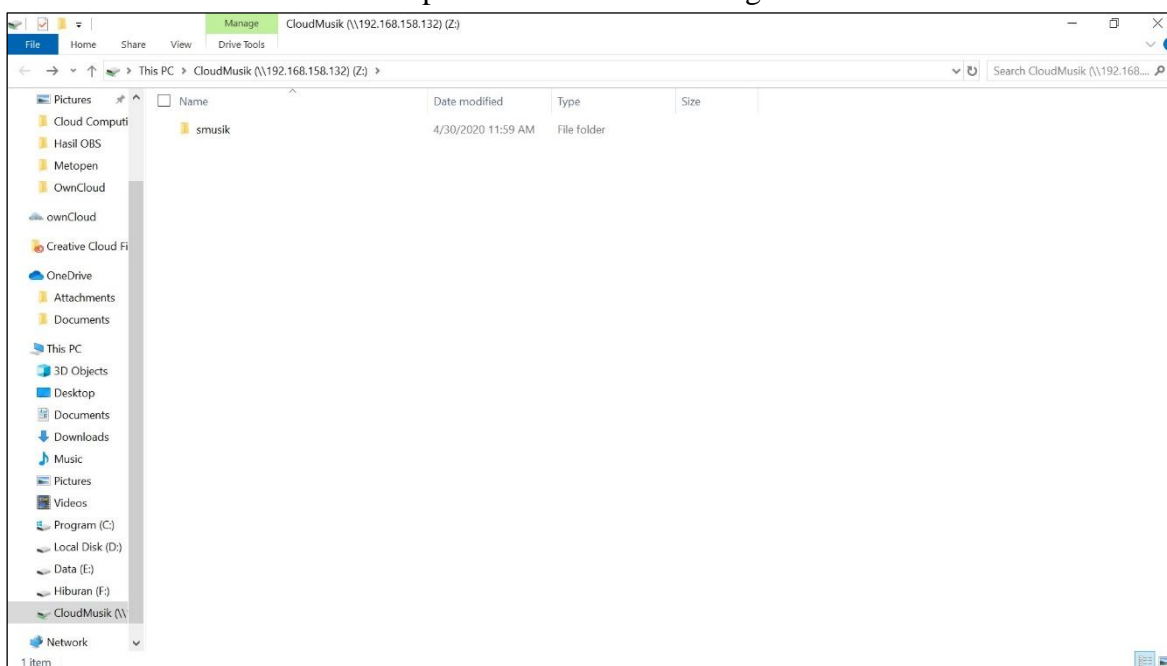 Manage CloudMusik (\\192.168.158.132) (Z:)
File Home Share View Drive Tools
This PC > CloudMusik (\\192.168.158.132) (Z:) > Search CloudMusik (\\192.168....
Name Date modified Type Size
smusik 4/30/2020 11:59 AM File folder
Pictures
Cloud Computi
Hasil OBS
Metopen
OwnCloud
ownCloud
Creative Cloud Fi
OneDrive
Attachments
Documents
This PC
3D Objects
Desktop
Documents
Downloads
Music
Pictures
Videos
Program (C:)
Local Disk (D:)
Data (E:)
Hiburan (F:)
CloudMusik (\\
Network
1 item